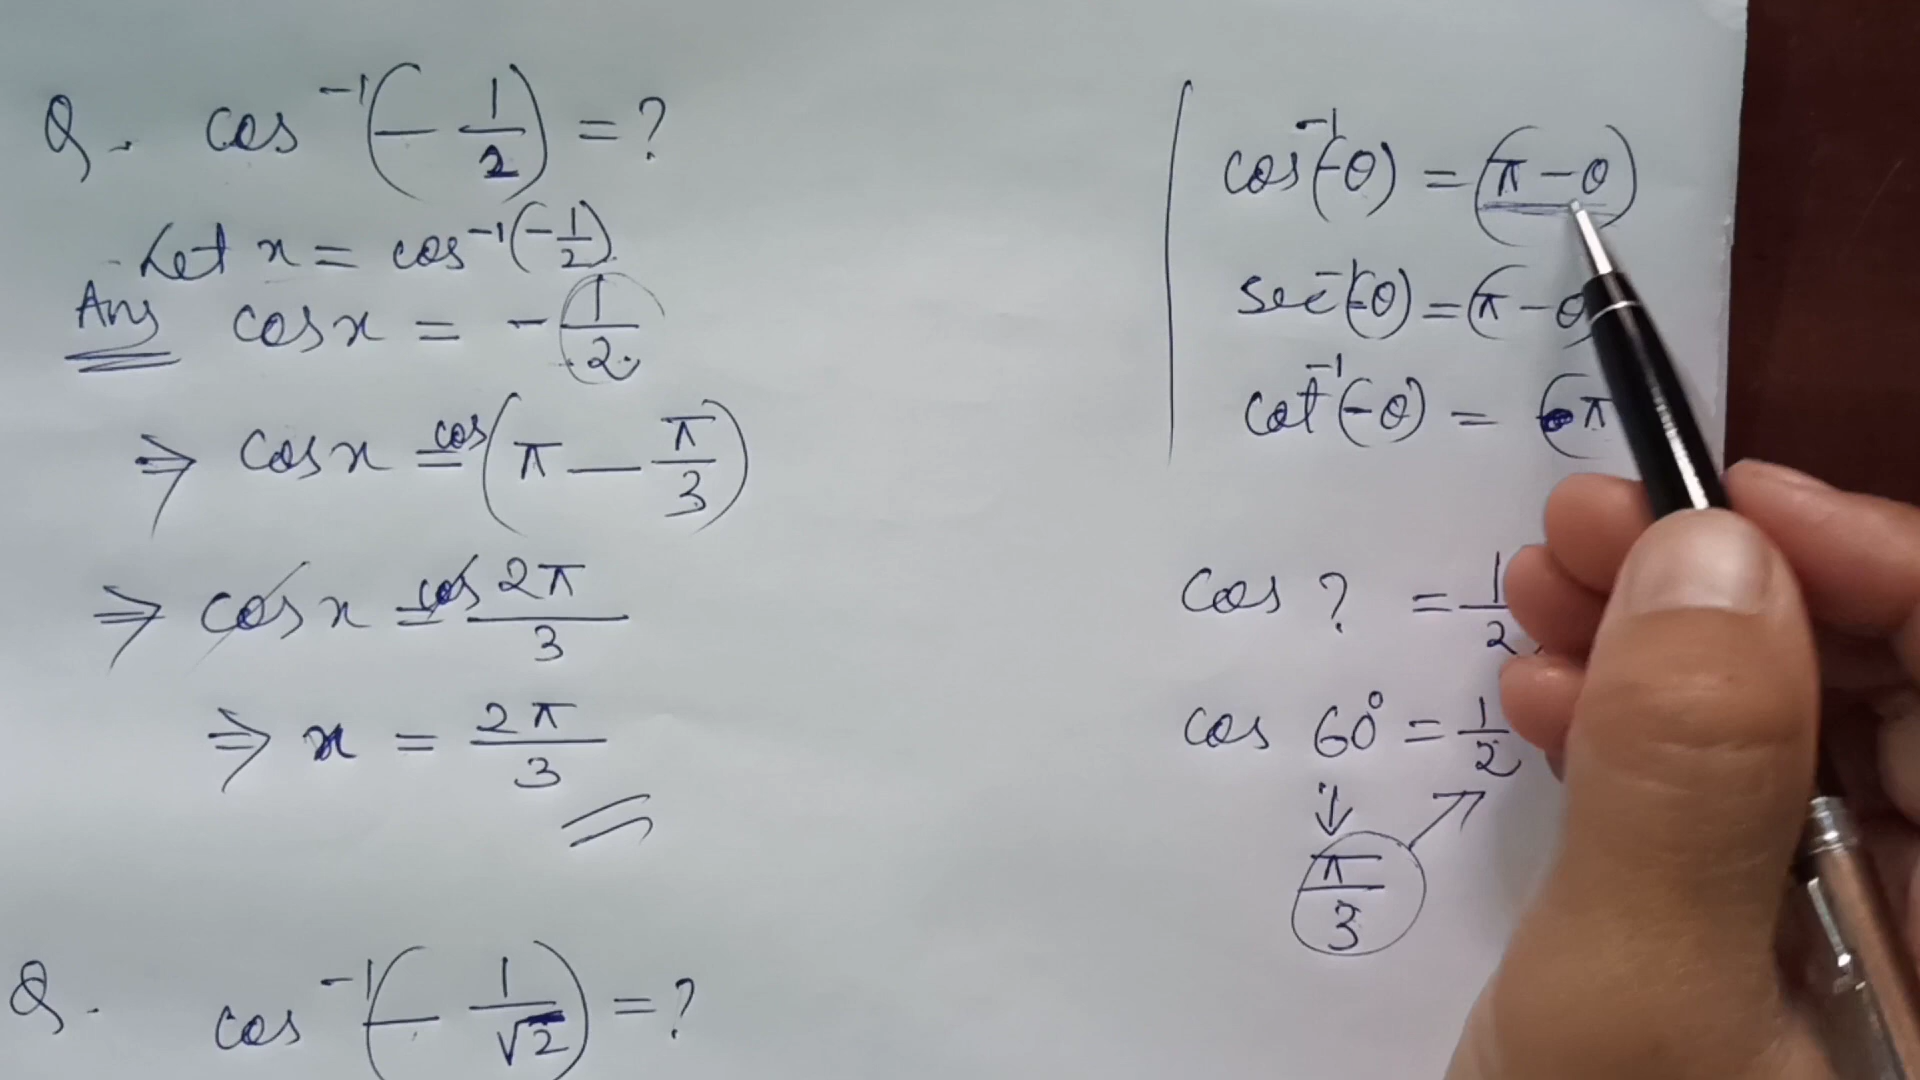 Q. cos⁻¹(-1/2) = ?
Let x = cos⁻¹(-1/2).
Ans cos x = -1/2
⇒ cos x = cos(π - π/3)
⇒ cos x = cos 2π/3
⇒ x = 2π/3
Q. cos⁻¹(-1/√2) = ?
cos⁻¹(-θ) = (π - θ)
sec⁻¹(-θ) = (π - θ
cot⁻¹(-θ) = (π
cos ? = 1/2
cos 60° = 1/2
↓
π/3